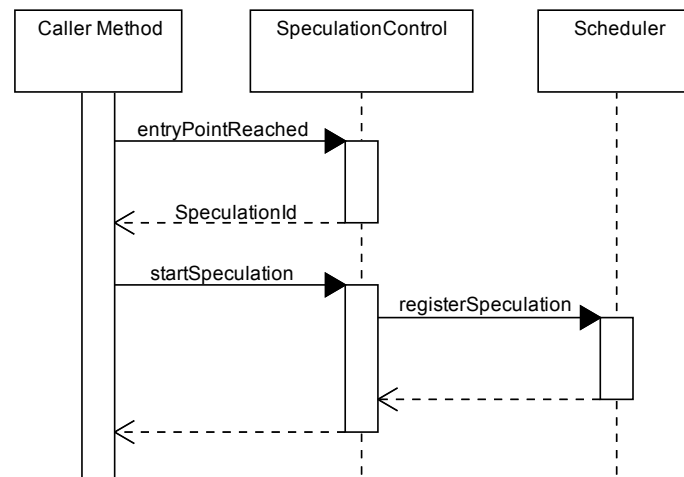 Caller Method
SpeculationControl
Scheduler
entryPointReached
SpeculationId
startSpeculation
registerSpeculation